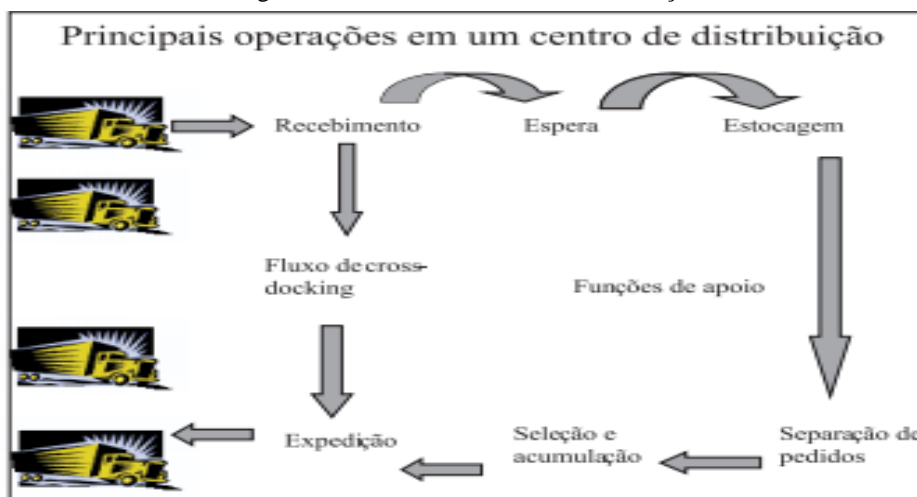 Principais operações em um centro de distribuição
Recebimento
Espera
Estocagem
Fluxo de cross-
docking
Funções de apoio
Expedição
Seleção e
acumulação
Separação de
pedidos